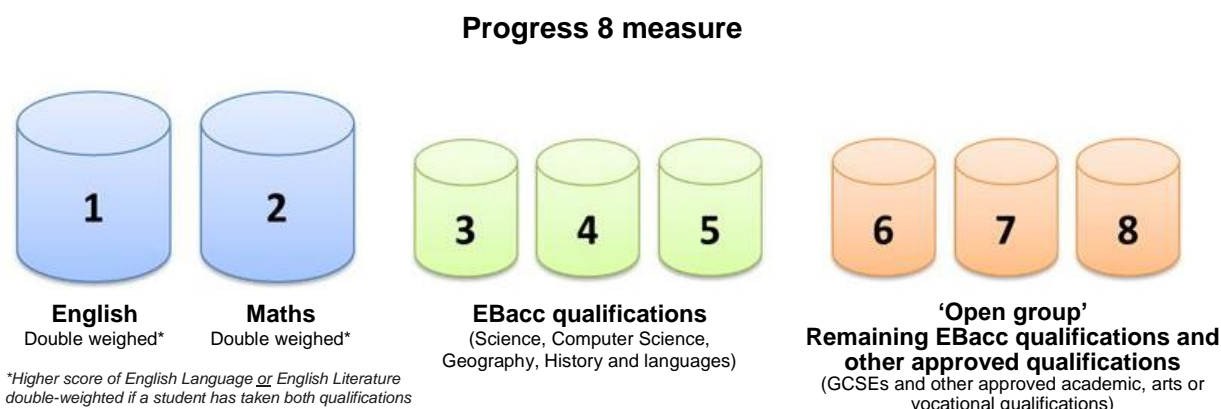 Progress 8 measure
1
2
3
4
5
6
7
8
English
Double weighed*
Maths
Double weighed*
*Higher score of English Language or English Literature
double-weighted if a student has taken both qualifications
EBacc qualifications
(Science, Computer Science,
Geography, History and languages)
‘Open group’
Remaining EBacc qualifications and
other approved qualifications
(GCSEs and other approved academic, arts or
vocational qualifications)